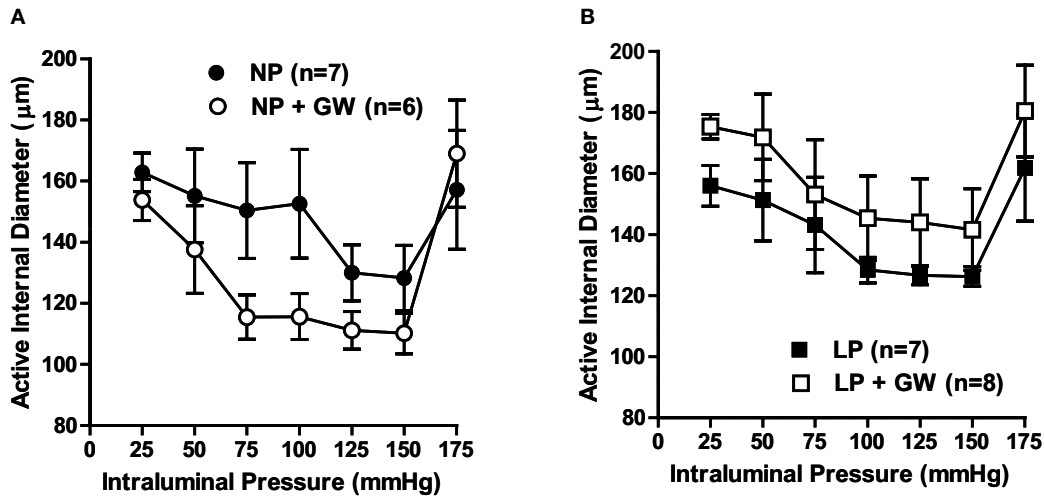 A
Active Internal Diameter (μm)
200
180
160
140
120
100
80
NP (n=7)
NP + GW (n=6)
0 25 50 75 100 125 150 175
Intraluminal Pressure (mmHg)
B
Active Internal Diameter (μm)
200
180
160
140
120
100
80
LP (n=7)
LP + GW (n=8)
0 25 50 75 100 125 150 175
Intraluminal Pressure (mmHg)